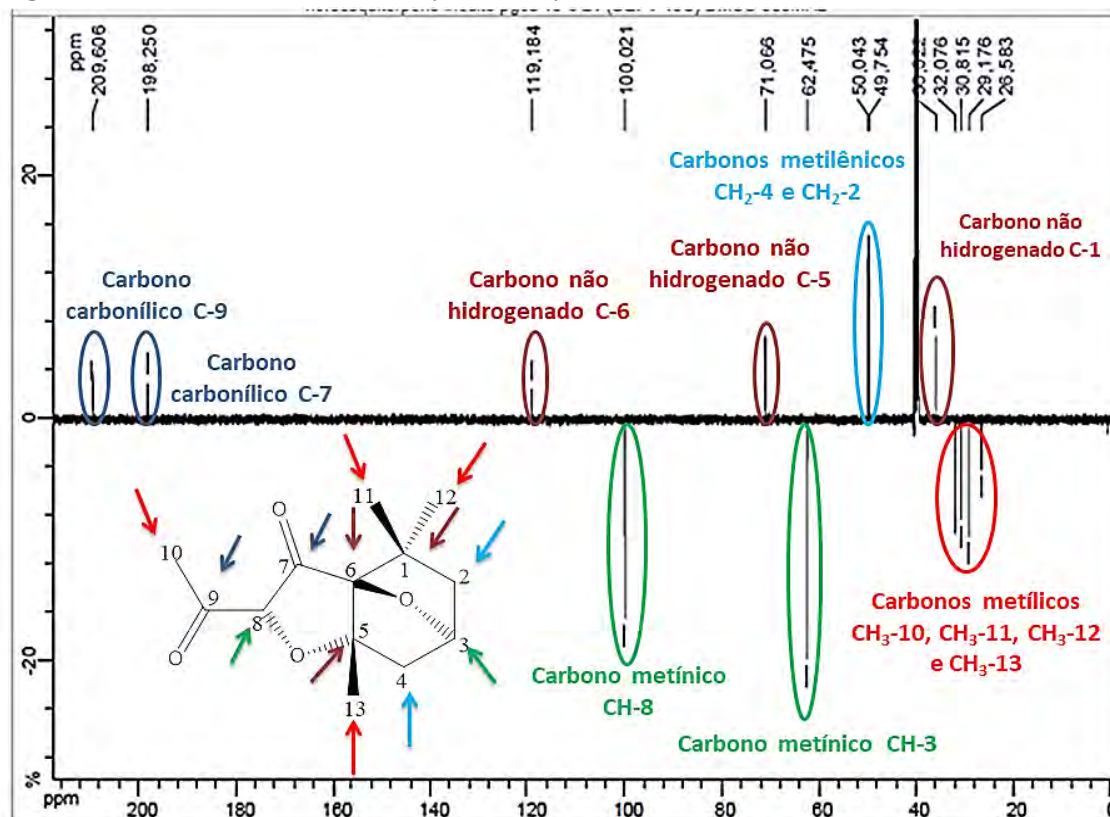 ppm
209,606
198,250
119,184
100,021
71,066
62,475
50,043
49,754
32,076
30,815
29,176
26,583
20
0
-20
%
Carbonos metilênicos
CH₂-4 e CH₂-2
Carbono não
hidrogenado C-1
Carbono não
hidrogenado C-5
Carbono não
hidrogenado C-6
Carbono
carbonílico C-9
Carbono
carbonílico C-7
11
12
O
10
7
6
1
2
9
O
3
8
5
O
O
4
13
Carbono metínico
CH-8
Carbono metínico CH-3
Carbonos metílicos
CH₃-10, CH₃-11, CH₃-12
e CH₃-13
ppm
200
180
160
140
120
100
80
60
40
20